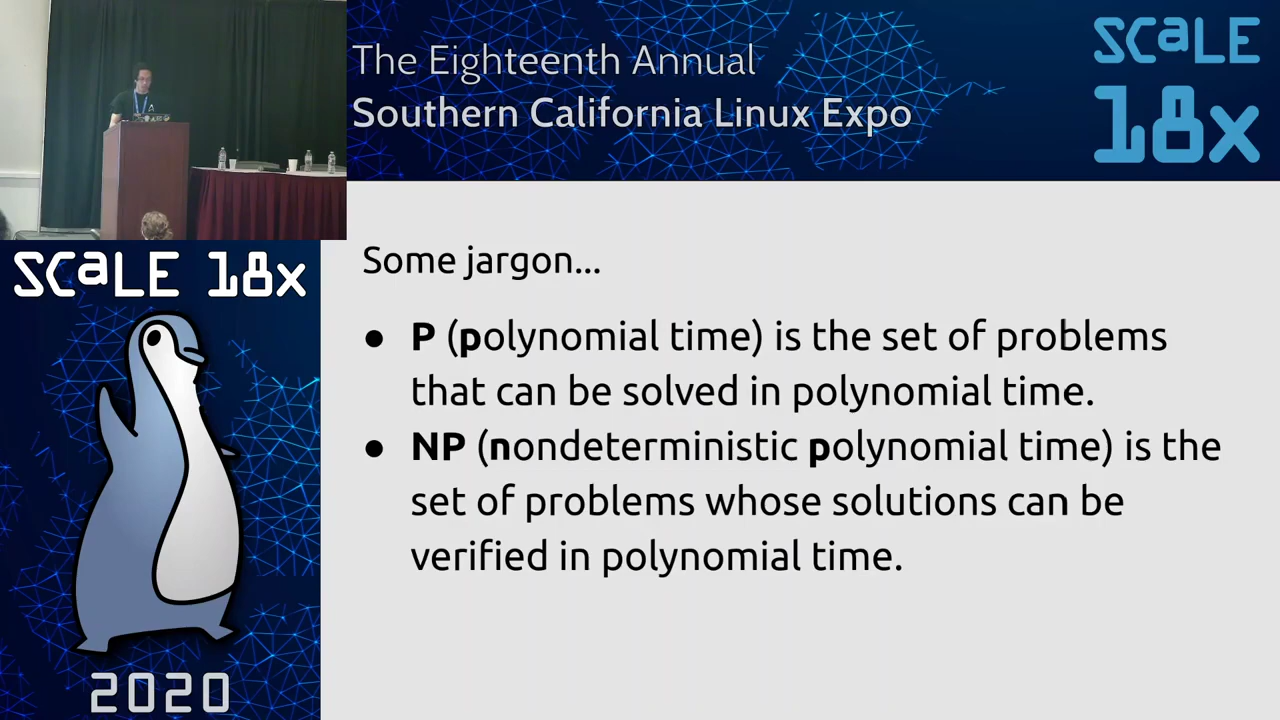 The Eighteenth Annual
Southern California Linux Expo
SCaLE
18x
SCaLE 18x
2020
Some jargon...
● P (polynomial time) is the set of problems
that can be solved in polynomial time.
● NP (nondeterministic polynomial time) is the
set of problems whose solutions can be
verified in polynomial time.